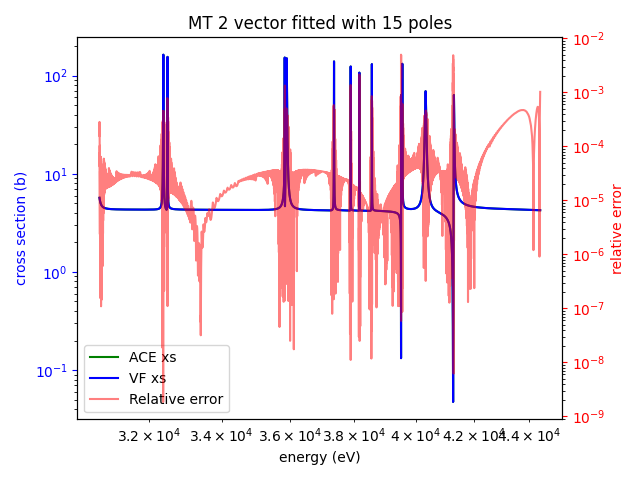 MT 2 vector fitted with 15 poles
cross section (b)
10²
10¹
10⁰
10⁻¹
10⁻²
10⁻³
10⁻⁴
10⁻⁵
10⁻⁶
10⁻⁷
10⁻⁸
10⁻⁹
relative error
ACE xs
VF xs
Relative error
3.2 × 10⁴ 3.4 × 10⁴ 3.6 × 10⁴ 3.8 × 10⁴ 4 × 10⁴ 4.2 × 10⁴ 4.4 × 10⁴
energy (eV)